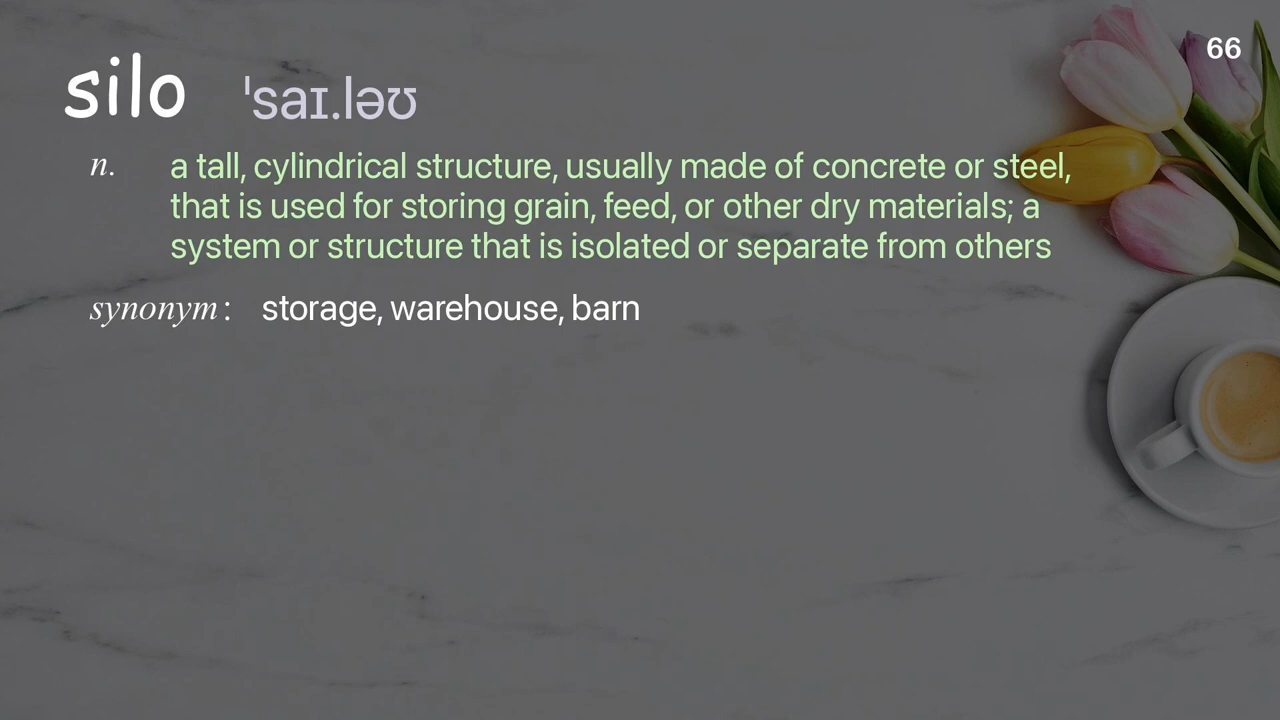 66
silo ˈsaɪ.ləʊ
n. a tall, cylindrical structure, usually made of concrete or steel,
that is used for storing grain, feed, or other dry materials; a
system or structure that is isolated or separate from others
synonym: storage, warehouse, barn